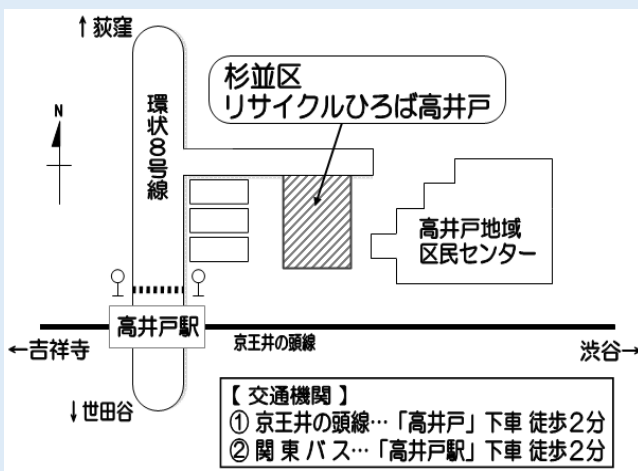 ↑荻窪
杉並区
リサイクルひろば高井戸
N
環状8号線
高井戸地域
区民センター
高井戸駅
京王井の頭線
←吉祥寺
渋谷→
↓世田谷
【 交通機関 】
① 京王井の頭線…「高井戸」下車 徒歩2分
② 関 東 バ ス…「高井戸駅」下車 徒歩2分